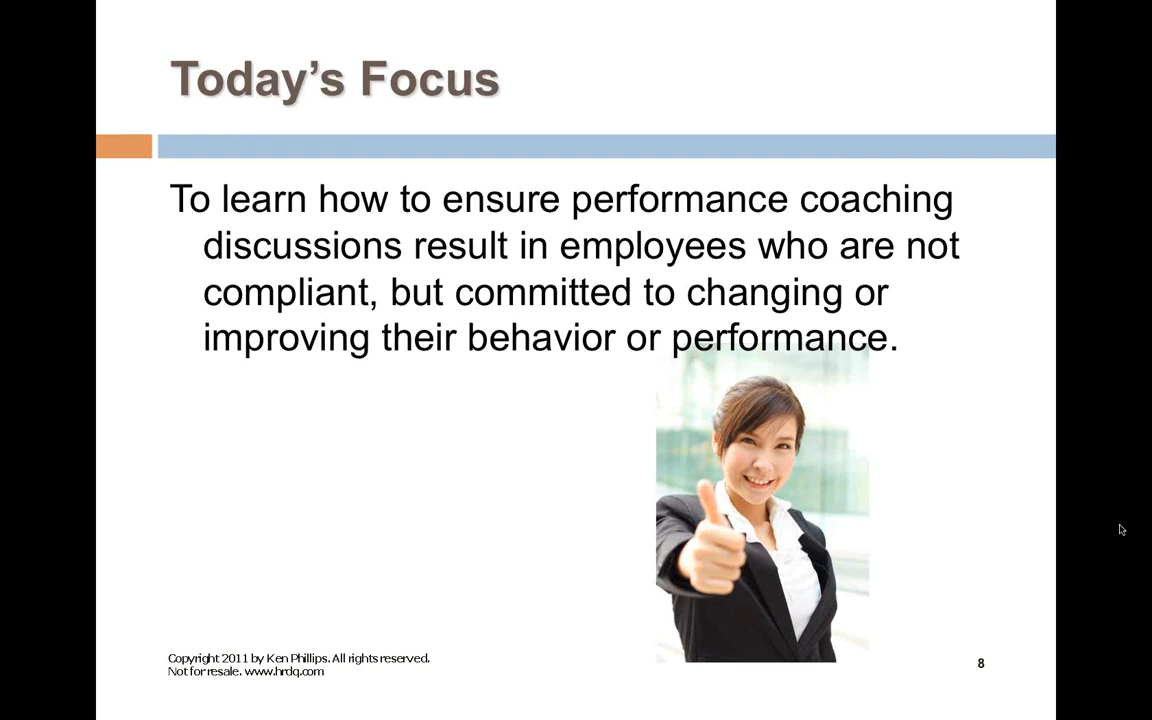 Today’s Focus
To learn how to ensure performance coaching
discussions result in employees who are not
compliant, but committed to changing or
improving their behavior or performance.
Copyright 2011 by Ken Phillips. All rights reserved.
Not for resale. www.hrdq.com
8